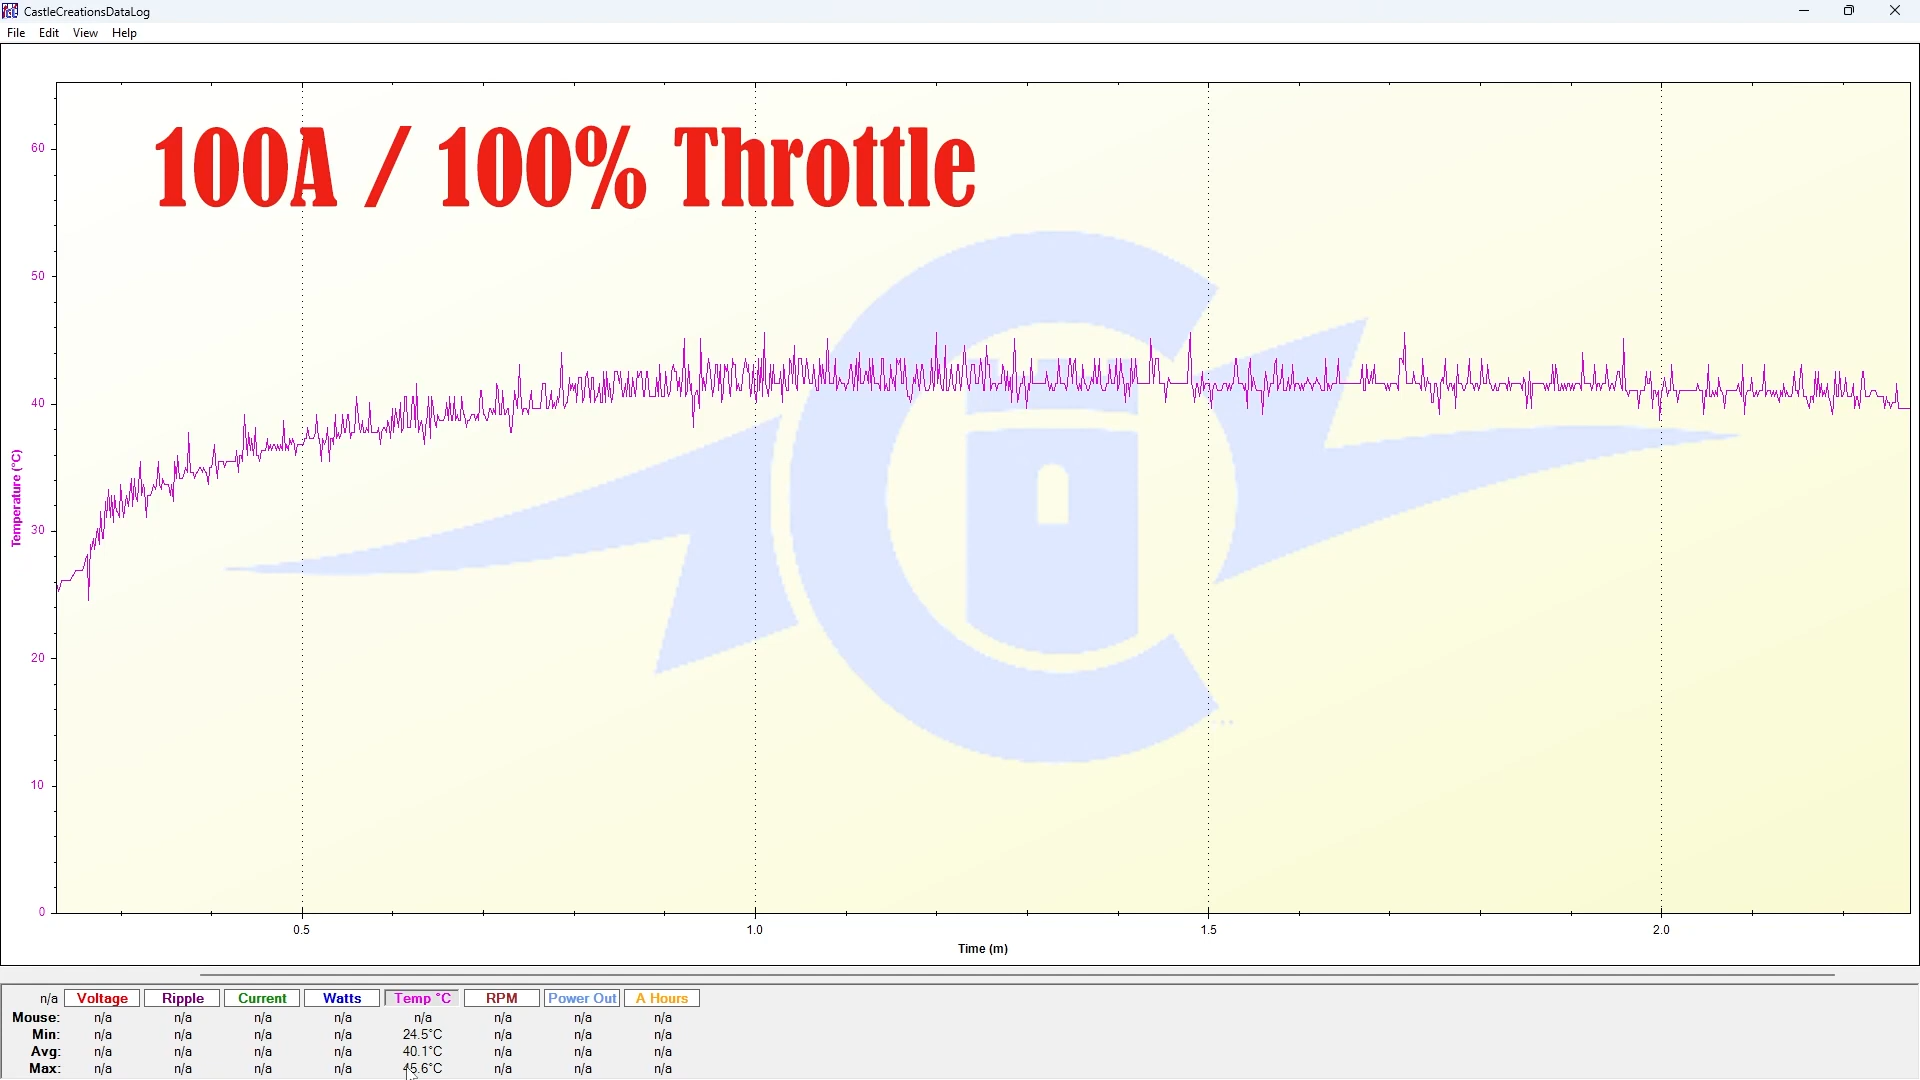 CastleCreationsDataLog
File Edit View Help
100A / 100% Throttle
60
50
40
30
20
10
0
Temperature (°C)
0.5 1.0 1.5 2.0
Time (m)
n/a Voltage Ripple Current Watts Temp °C RPM Power Out A Hours
Mouse: n/a n/a n/a n/a n/a n/a n/a n/a
Min: n/a n/a n/a n/a 24.5°C n/a n/a n/a
Avg: n/a n/a n/a n/a 40.1°C n/a n/a n/a
Max: n/a n/a n/a n/a 45.6°C n/a n/a n/a